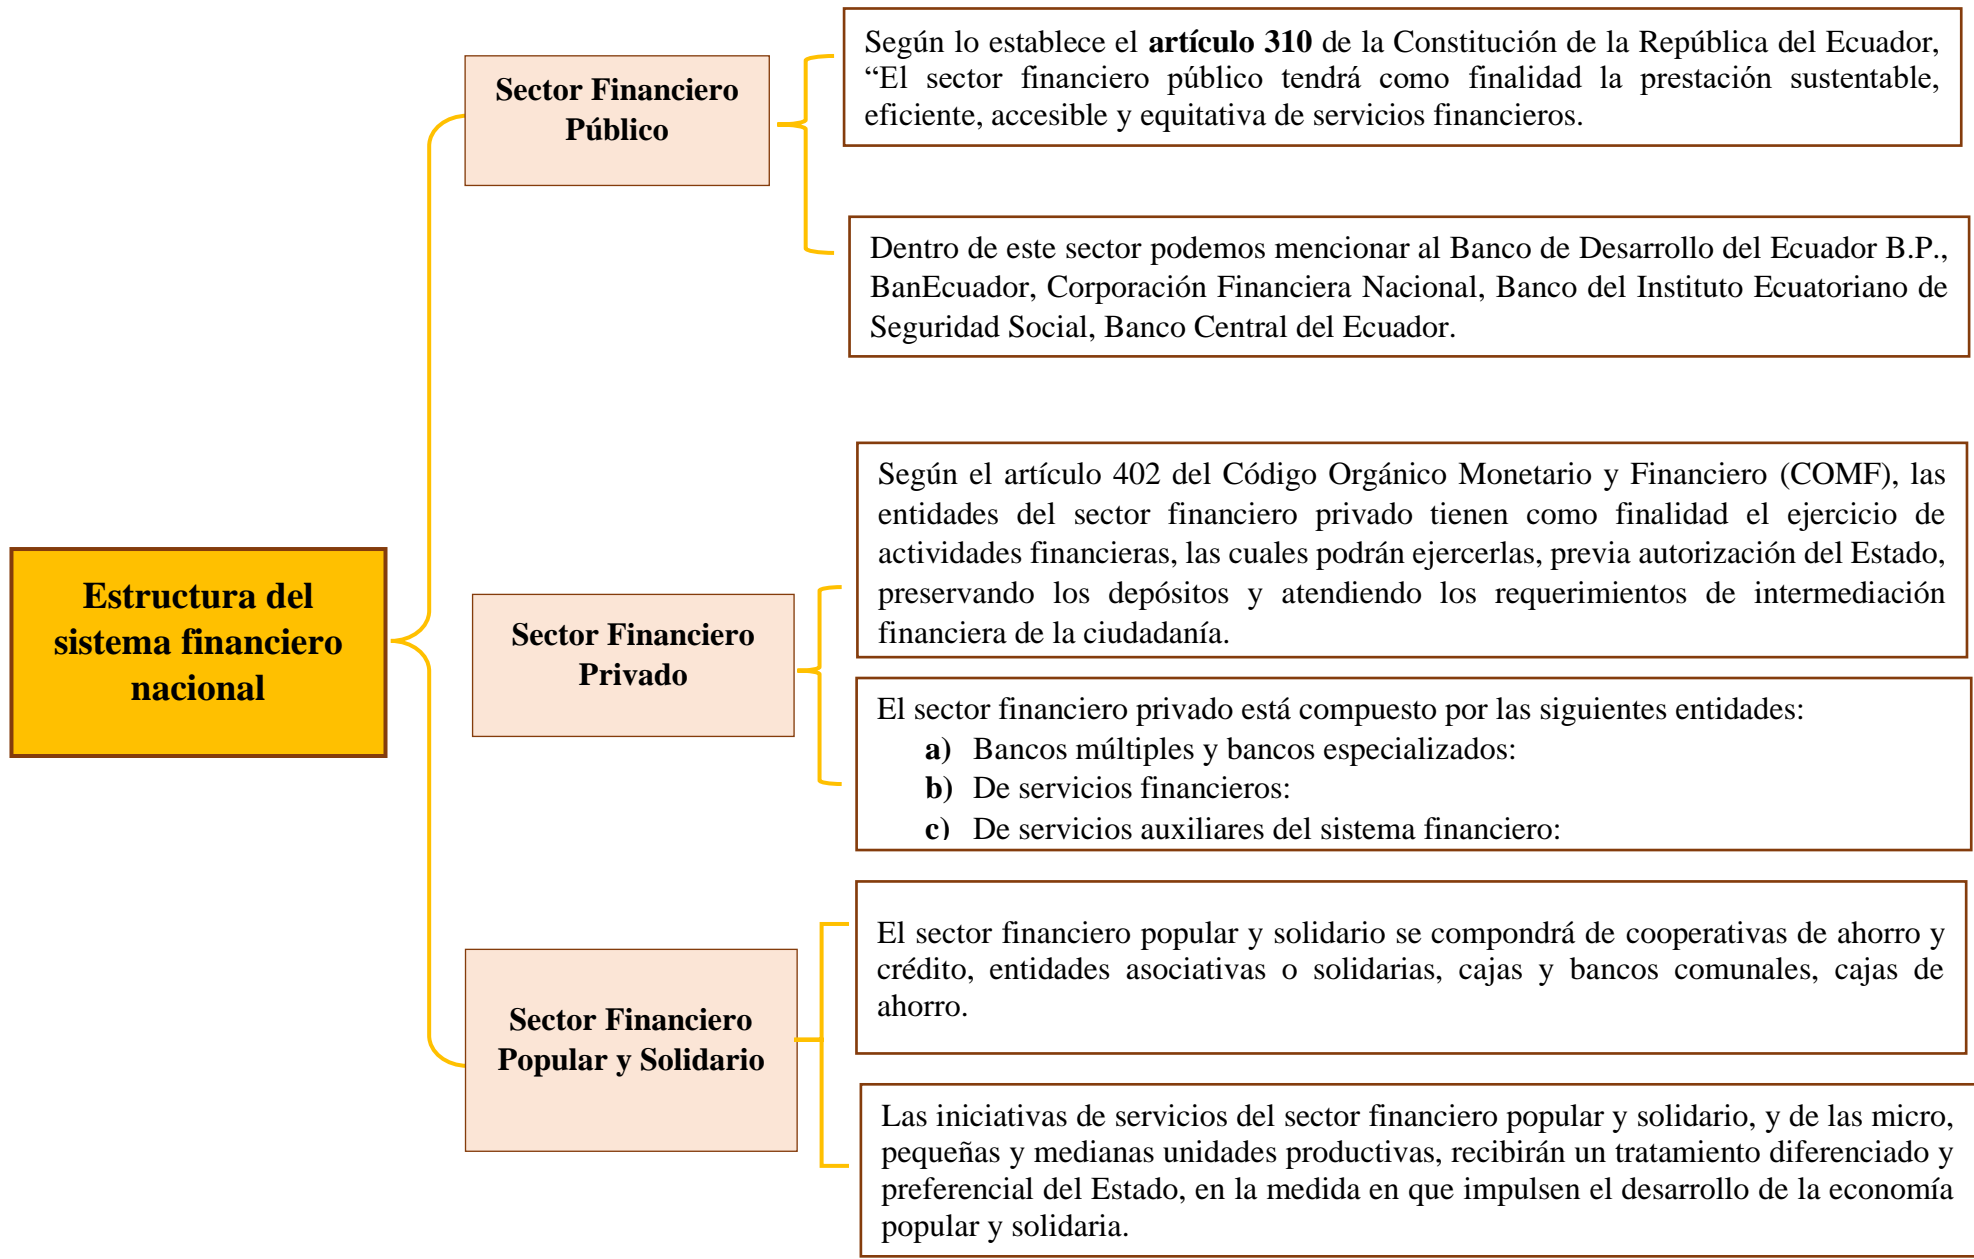 Estructura del
sistema financiero
nacional
Sector Financiero
Público
Según lo establece el artículo 310 de la Constitución de la República del Ecuador,
“El sector financiero público tendrá como finalidad la prestación sustentable,
eficiente, accesible y equitativa de servicios financieros.
Dentro de este sector podemos mencionar al Banco de Desarrollo del Ecuador B.P.,
BanEcuador, Corporación Financiera Nacional, Banco del Instituto Ecuatoriano de
Seguridad Social, Banco Central del Ecuador.
Sector Financiero
Privado
Según el artículo 402 del Código Orgánico Monetario y Financiero (COMF), las
entidades del sector financiero privado tienen como finalidad el ejercicio de
actividades financieras, las cuales podrán ejercerlas, previa autorización del Estado,
preservando los depósitos y atendiendo los requerimientos de intermediación
financiera de la ciudadanía.
El sector financiero privado está compuesto por las siguientes entidades:
a) Bancos múltiples y bancos especializados:
b) De servicios financieros:
c) De servicios auxiliares del sistema financiero:
Sector Financiero
Popular y Solidario
El sector financiero popular y solidario se compondrá de cooperativas de ahorro y
crédito, entidades asociativas o solidarias, cajas y bancos comunales, cajas de
ahorro.
Las iniciativas de servicios del sector financiero popular y solidario, y de las micro,
pequeñas y medianas unidades productivas, recibirán un tratamiento diferenciado y
preferencial del Estado, en la medida en que impulsen el desarrollo de la economía
popular y solidaria.